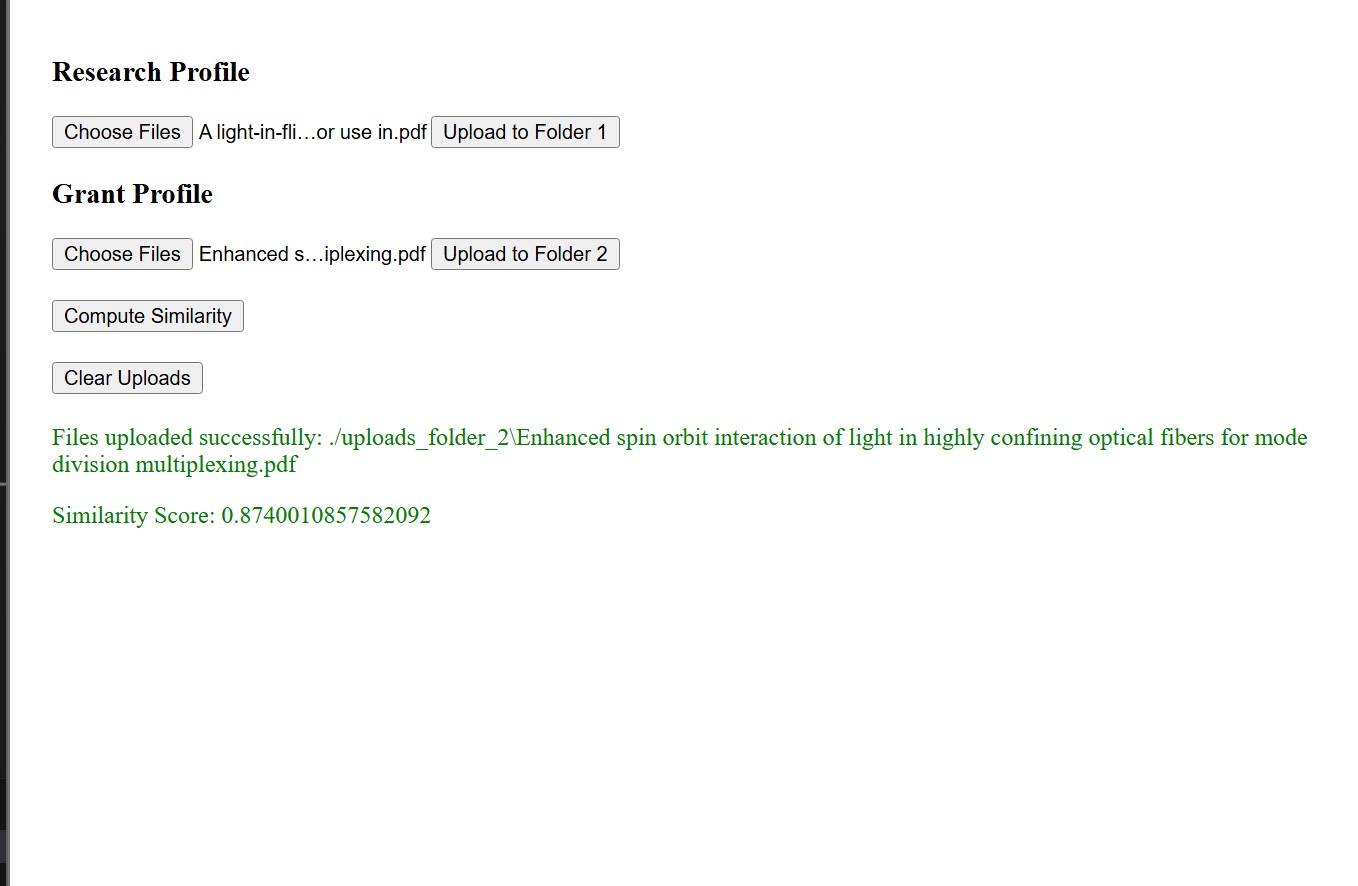 Research Profile
Choose Files A light-in-fli…or use in.pdf Upload to Folder 1
Grant Profile
Choose Files Enhanced s…iplexing.pdf Upload to Folder 2
Compute Similarity
Clear Uploads
Files uploaded successfully: ./uploads_folder_2\Enhanced spin orbit interaction of light in highly confining optical fibers for mode
division multiplexing.pdf
Similarity Score: 0.8740010857582092